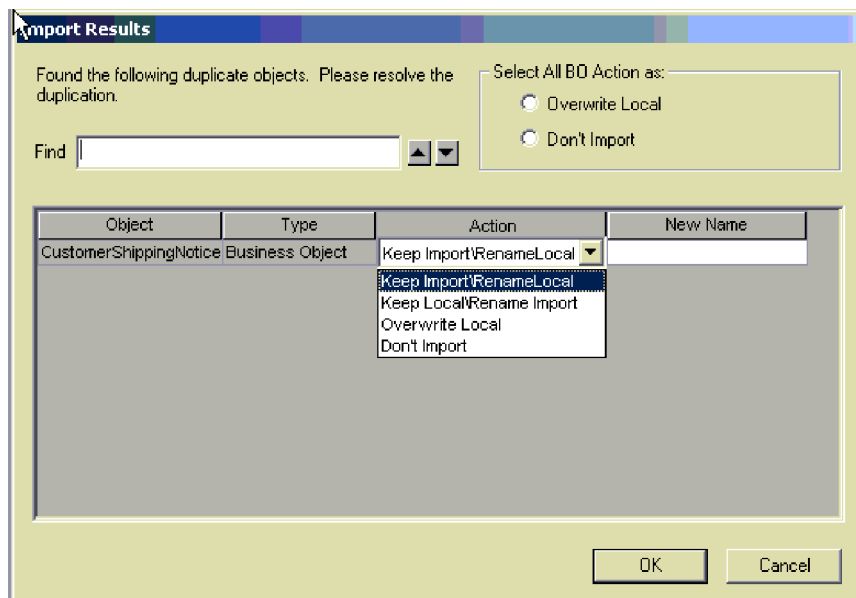 Import Results
Found the following duplicate objects. Please resolve the
duplication.
Select All BO Action as:
Overwrite Local
Don't Import
Find
Object Type Action New Name
CustomerShippingNotice Business Object Keep Import\RenameLocal
Keep Import\RenameLocal
Keep Local\Rename Import
Overwrite Local
Don't Import
OK Cancel